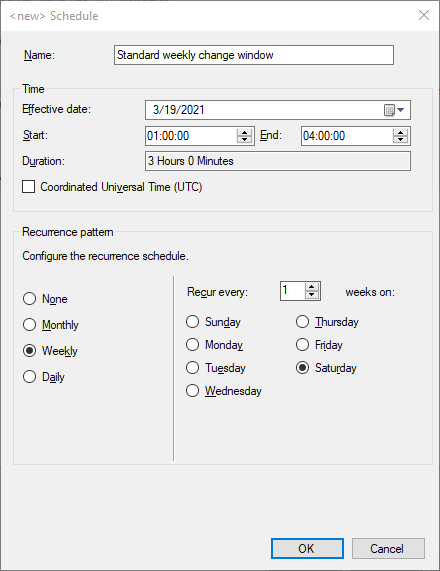 <new> Schedule
Name: Standard weekly change window
Time
Effective date: 3/19/2021
Start: 01:00:00 End: 04:00:00
Duration: 3 Hours 0 Minutes
Coordinated Universal Time (UTC)
Recurrence pattern
Configure the recurrence schedule.
None
Monthly
Weekly
Daily
Recur every: 1 weeks on:
Sunday
Monday
Tuesday
Wednesday
Thursday
Friday
Saturday
OK Cancel